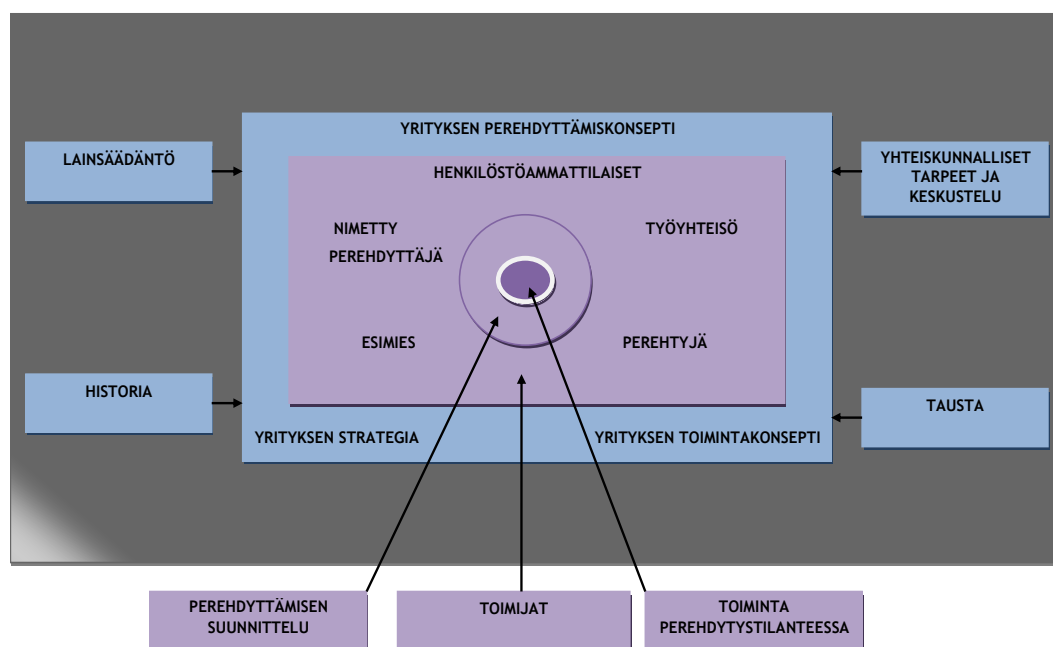 YRITYKSEN PEREHDYTTÄMISKONSEPTI
LAINSÄÄDÄNTÖ
YHTEISKUNNALLISET
TARPEET JA
KESKUSTELU
HENKILÖSTÖAMMATTILAISET
NIMETTY
PEREHDYTTÄJÄ
TYÖYHTEISÖ
ESIMIES
PEREHTYJÄ
HISTORIA
TAUSTA
YRITYKSEN STRATEGIA
YRITYKSEN TOIMINTAKONSEPTI
PEREHDYTTÄMISEN
SUUNNITTELU
TOIMIJAT
TOIMINTA
PEREHDYTYSTILANTEESSA